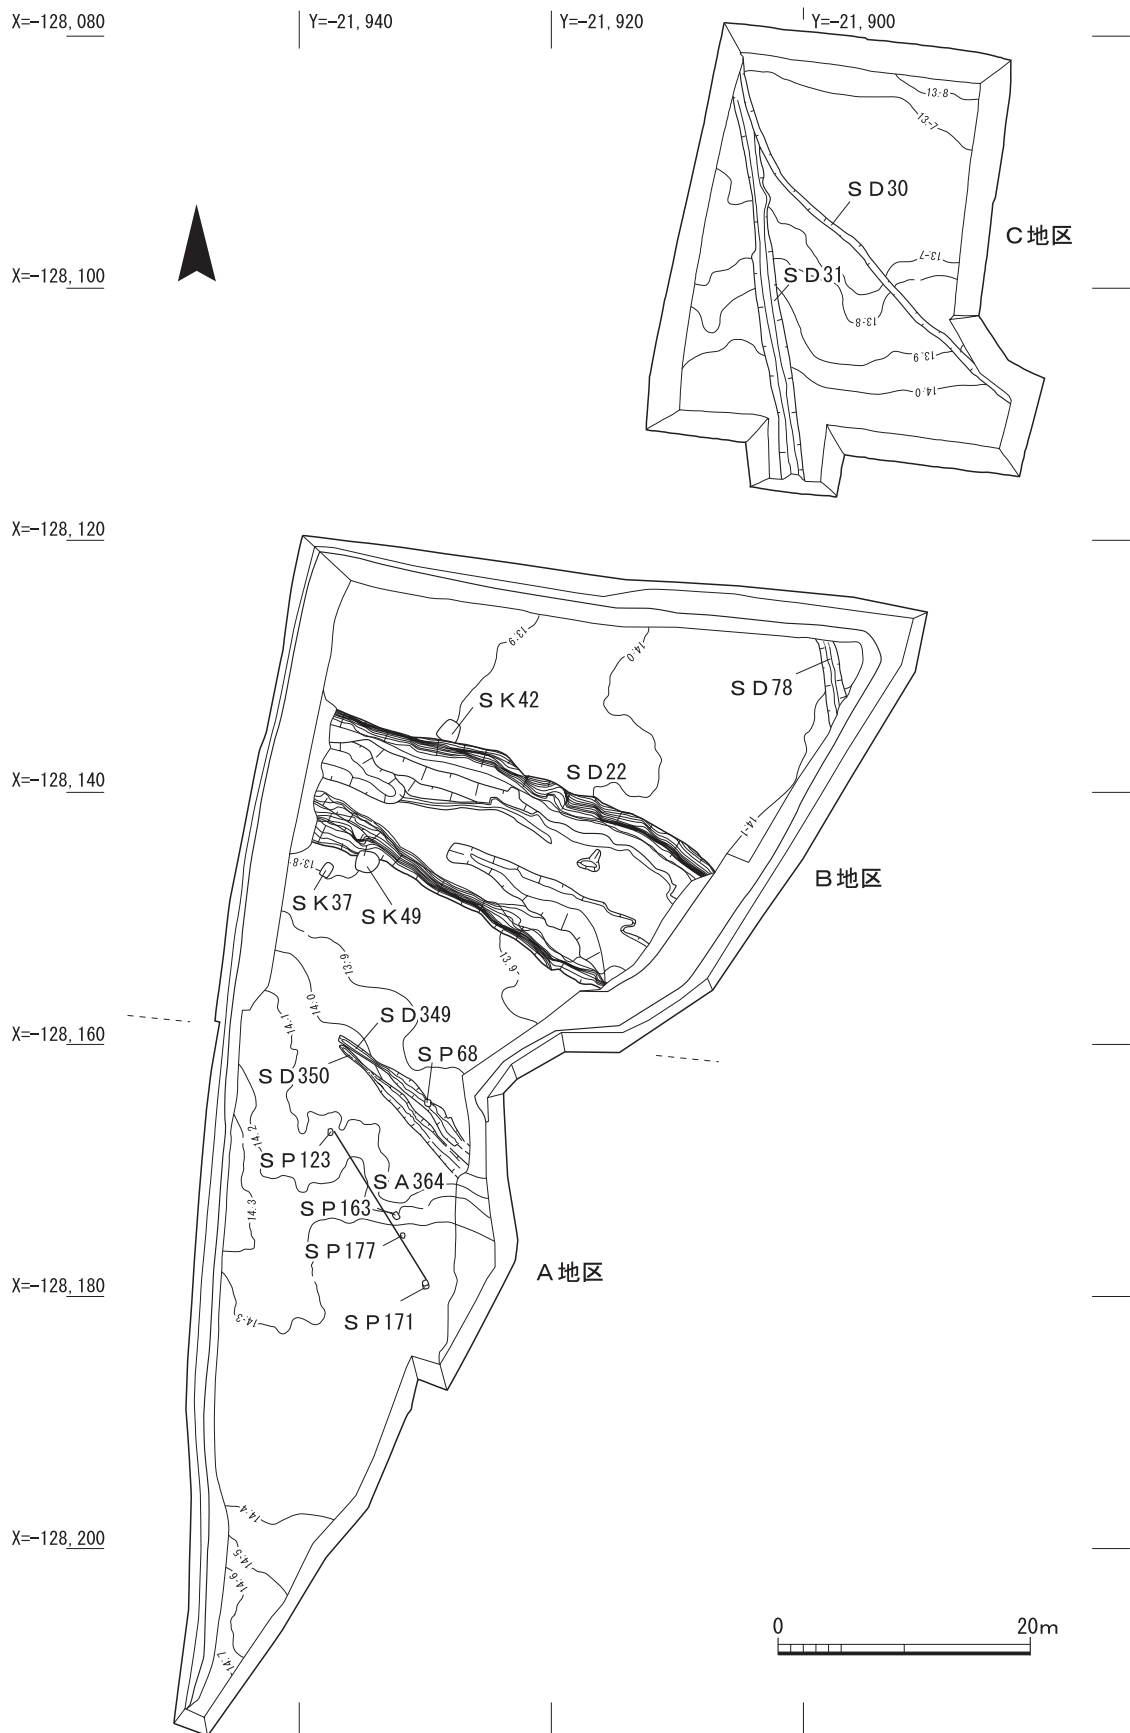 X=-128,080
Y=-21,940
Y=-21,920
Y=-21,900
13.8
13.7
SD30
C地区
X=-128,100
13.7
SD31
13.8
13.9
14.0
X=-128,120
13.9
14.0
SD78
SK42
X=-128,140
SD22
14.1
13.8
B地区
SK37
SK49
13.9
13.9
14.0
14.1
SD349
X=-128,160
SP68
SD350
14.2
SP123
SA364
14.3
SP163
SP177
A地区
X=-128,180
14.3
SP171
14.4
X=-128,200
14.5
14.6
14.7
0
20m